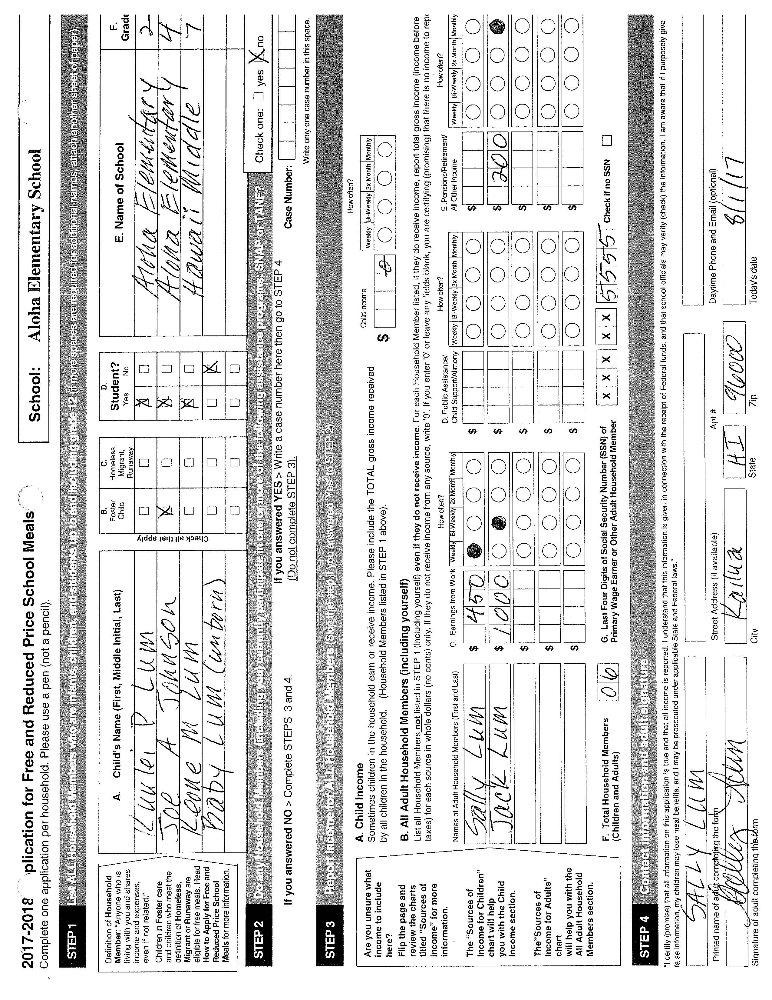 2017-2018 plication for Free and Reduced Price School Meals
Complete one application per household. Please use a pen (not a pencil).
School: Aloha Elementary School
STEP 1 List ALL Household Members who are infants, children, and students up to and including grade 12 (if more spaces are required for additional names, attach another sheet of paper).
Definition of Household
Member: "Anyone who is
living with you and shares
income and expenses,
even if not related."
Children in Foster care
and children who meet the
definition of Homeless,
Migrant or Runaway are
eligible for free meals. Read
How to Apply for Free and
Reduced Price School
Meals for more information.
A. Child's Name (First, Middle Initial, Last)
Kunlei P Lum
Joe A Johnson
Keone M Lum
Baby Lum (unborn)
Check all that apply
B.
Foster
Child
X
C.
Homeless,
Migrant,
Runaway
D.
Student?
Yes No
X
X
X
X
E. Name of School
Aloha Elementary
Aloha Elementary
Hawaii Middle
F.
Grade
2
4
7
STEP 2 Do any Household Members (including you) currently participate in one or more of the following assistance programs: SNAP or TANF?
Check one: yes X no
If you answered NO > Complete STEPS 3 and 4.
If you answered YES > Write a case number here then go to STEP 4
(Do not complete STEP 3).
Case Number:
Write only one case number in this space.
STEP 3 Report Income for ALL Household Members (Skip this step if you answered 'Yes' to STEP 2).
Are you unsure what
income to include
here?
Flip the page and
review the charts
titled "Sources of
Income" for more
information.
The "Sources of
Income for Children"
chart will help
you with the Child
Income section.
The "Sources of
Income for Adults"
chart
will help you with the
All Adult Household
Members section.
A. Child Income
Sometimes children in the household earn or receive income. Please include the TOTAL gross income received
by all children in the household. (Household Members listed in STEP 1 above).
Child income
$ 0
How often?
Weekly Bi-Weekly 2x Month Monthly
B. All Adult Household Members (including yourself)
List all Household Members not listed in STEP 1 (including yourself) even if they do not receive income. For each Household Member listed, if they do receive income, report total gross income (income before
taxes) for each source in whole dollars (no cents) only. If they do not receive income from any source, write '0'. If you enter '0' or leave any fields blank, you are certifying (promising) that there is no income to repo
Names of Adult Household Members (First and Last)
Sally Lum
Jack Lum
C. Earnings from Work
$ 450
$ 1000
$
$
$
How often?
Weekly Bi-Weekly 2x Month Monthly
D. Public Assistance/
Child Support/Alimony
$
$
$
$
$
How often?
Weekly Bi-Weekly 2x Month Monthly
E. Pensions/Retirement/
All Other Income
$
$ 200
$
$
$
How often?
Weekly Bi-Weekly 2x Month Monthly
F. Total Household Members
(Children and Adults)
06
G. Last Four Digits of Social Security Number (SSN) of
Primary Wage Earner or Other Adult Household Member
X X X X X 5 5 5 5
Check if no SSN
STEP 4 Contact information and adult signature
"I certify (promise) that all information on this application is true and that all income is reported. I understand that this information is given in connection with the receipt of Federal funds, and that school officials may verify (check) the information. I am aware that if I purposely give
false information, my children may lose meal benefits, and I may be prosecuted under applicable State and Federal laws."
SALLY LUM
Printed name of adult completing the form
Street Address (if available)
Apt #
Daytime Phone and Email (optional)
Sally Lum
Kailua
HI
96000
8/1/17
Signature of adult completing the form
City
State
Zip
Today's date